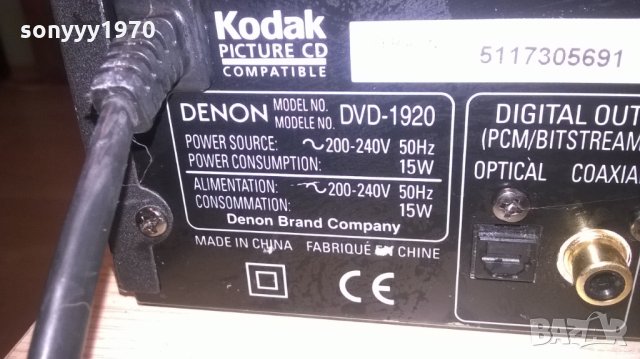 sonyyy1970
Kodak
PICTURE CD
COMPATIBLE
5117305691
DENON MODEL NO. MODELE NO. DVD-1920
POWER SOURCE: ~200-240V 50Hz
POWER CONSUMPTION: 15W
ALIMENTATION: ~200-240V 50Hz
CONSOMMATION: 15W
Denon Brand Company
MADE IN CHINA FABRIQUÉ EN CHINE
CE
DIGITAL OUT
(PCM/BITSTREAM
OPTICAL COAXIA
BAZAR